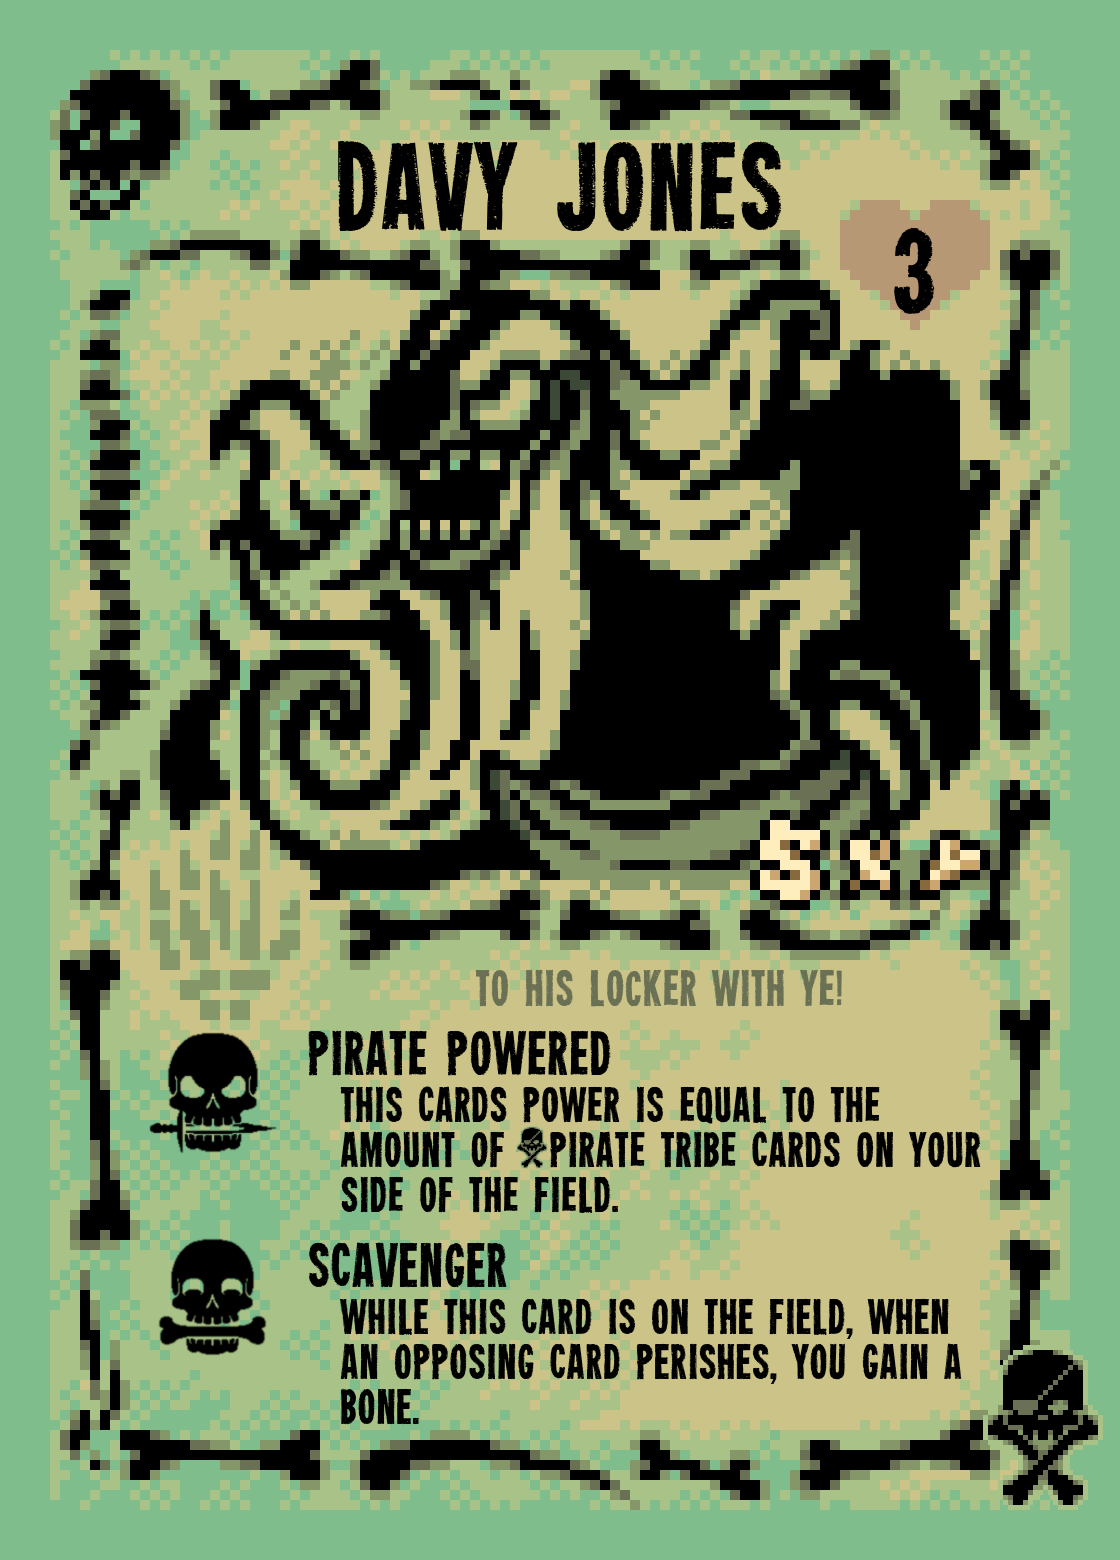 DAVY JONES
3
TO HIS LOCKER WITH YE!
PIRATE POWERED
THIS CARDS POWER IS EQUAL TO THE
AMOUNT OF PIRATE TRIBE CARDS ON YOUR
SIDE OF THE FIELD.
SCAVENGER
WHILE THIS CARD IS ON THE FIELD, WHEN
AN OPPOSING CARD PERISHES, YOU GAIN A
BONE.